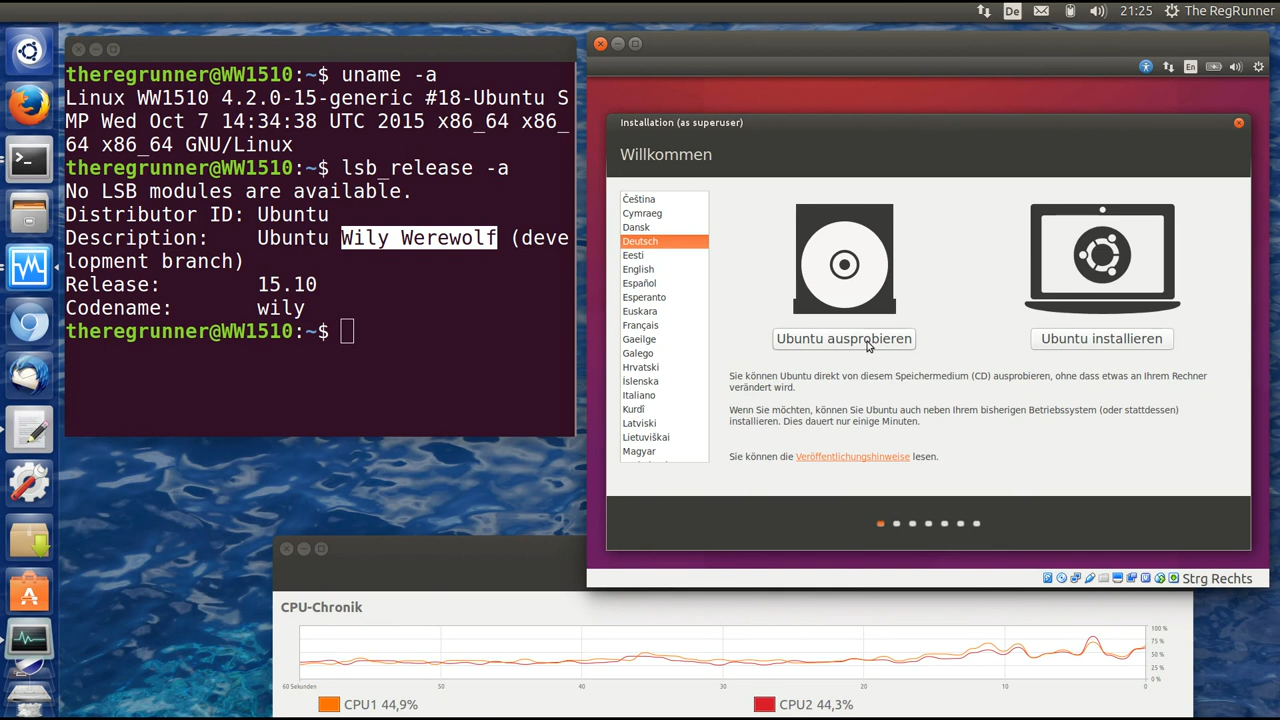 De
21:25
The RegRunner
theregrunner@WW1510:~$ uname -a
Linux WW1510 4.2.0-15-generic #18-Ubuntu S
MP Wed Oct 7 14:34:38 UTC 2015 x86_64 x86_
64 x86_64 GNU/Linux
theregrunner@WW1510:~$ lsb_release -a
No LSB modules are available.
Distributor ID: Ubuntu
Description: Ubuntu Wily Werewolf (deve
lopment branch)
Release: 15.10
Codename: wily
theregrunner@WW1510:~$
En
Installation (as superuser)
Willkommen
Čeština
Cymraeg
Dansk
Deutsch
Eesti
English
Español
Esperanto
Euskara
Français
Gaeilge
Galego
Hrvatski
Íslenska
Italiano
Kurdî
Latviski
Lietuviškai
Magyar
Ubuntu ausprobieren
Ubuntu installieren
Sie können Ubuntu direkt von diesem Speichermedium (CD) ausprobieren, ohne dass etwas an Ihrem Rechner
verändert wird.
Wenn Sie möchten, können Sie Ubuntu auch neben Ihrem bisherigen Betriebssystem (oder stattdessen)
installieren. Dies dauert nur einige Minuten.
Sie können die Veröffentlichungshinweise lesen.
Strg Rechts
CPU-Chronik
100 %
75 %
50 %
25 %
0 %
60 Sekunden
50
40
30
20
10
0
CPU1 44,9%
CPU2 44,3%